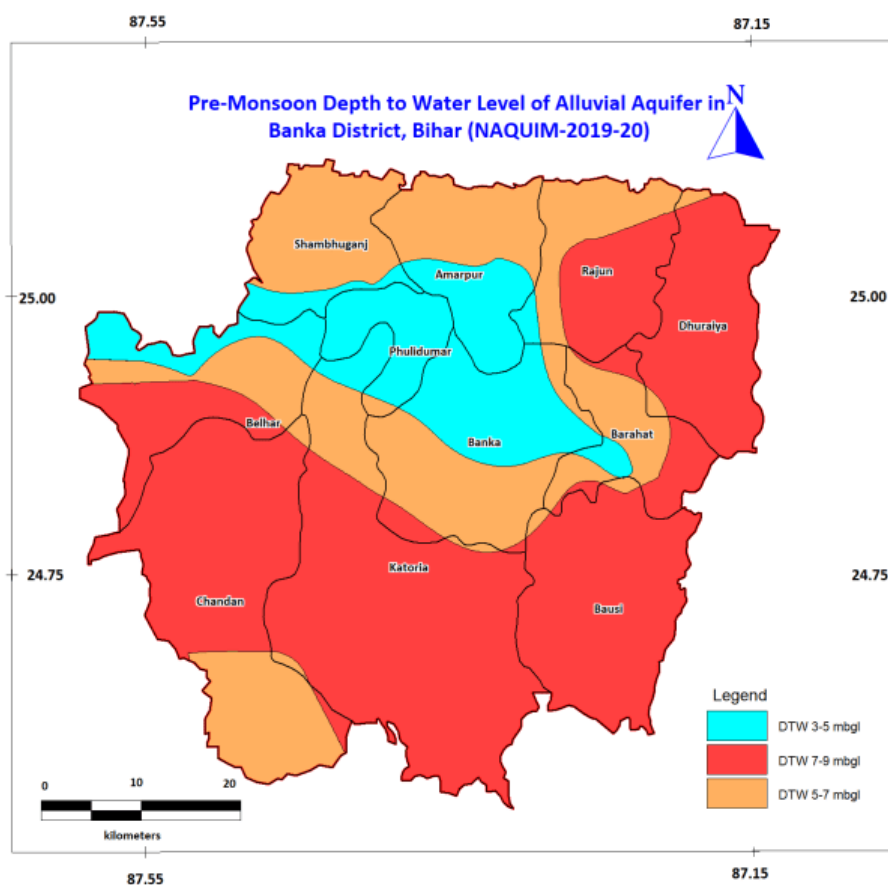 87.55
87.15
Pre-Monsoon Depth to Water Level of Alluvial Aquifer in
Banka District, Bihar (NAQUIM-2019-20)
N
Shambhuganj
Amarpur
Rajun
25.00
25.00
Dhuraiya
Phulidumar
Belhar
Banka
Barahat
24.75
24.75
Katoria
Chandan
Bausi
Legend
DTW 3-5 mbgl
DTW 7-9 mbgl
DTW 5-7 mbgl
0 10 20
kilometers
87.55
87.15